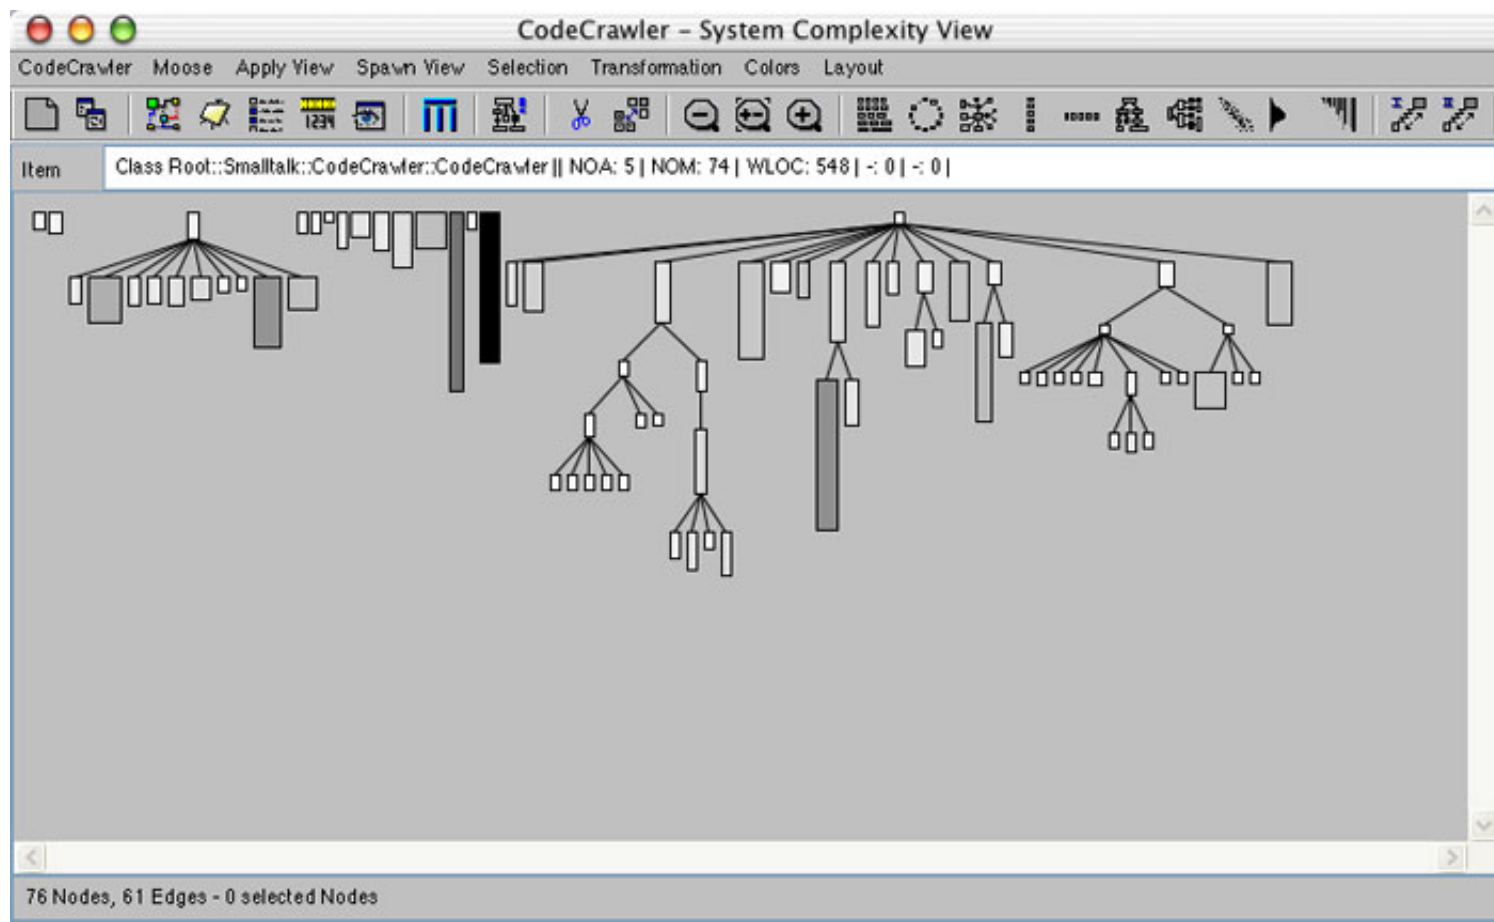 CodeCrawler – System Complexity View
CodeCrawler Moose Apply View Spawn View Selection Transformation Colors Layout
1234
Item Class Root::Smalltalk::CodeCrawler::CodeCrawler || NOA: 5 | NOM: 74 | WLOC: 548 | -: 0 | -: 0 |
76 Nodes, 61 Edges - 0 selected Nodes